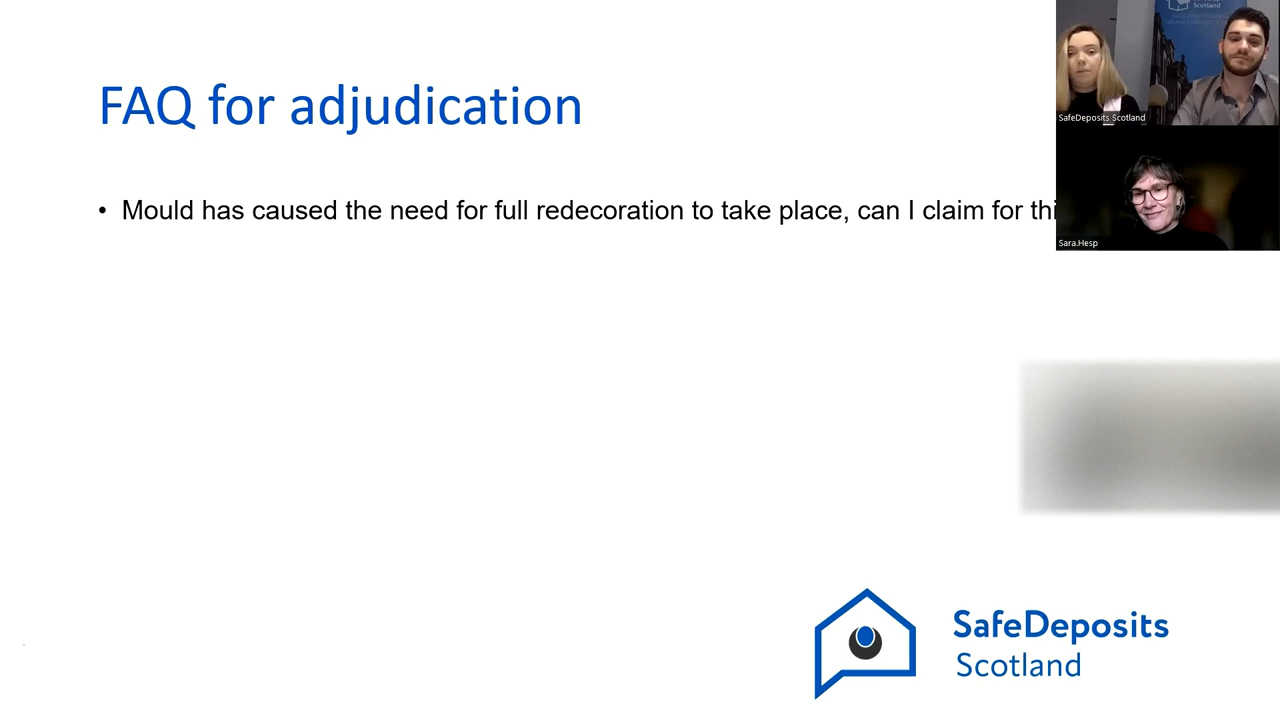 FAQ for adjudication
• Mould has caused the need for full redecoration to take place, can I claim for thi
Scotland
SafeDeposits Scotland
Sara.Hesp
SafeDeposits
Scotland